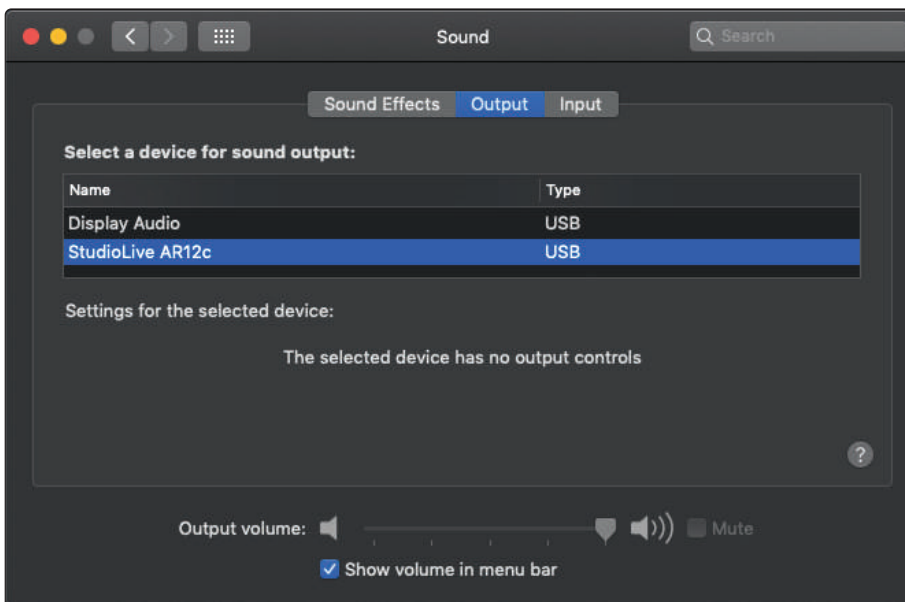 Sound
Search
Sound Effects Output Input
Select a device for sound output:
Name Type
Display Audio USB
StudioLive AR12c USB
Settings for the selected device:
The selected device has no output controls
?
Output volume: Mute
Show volume in menu bar